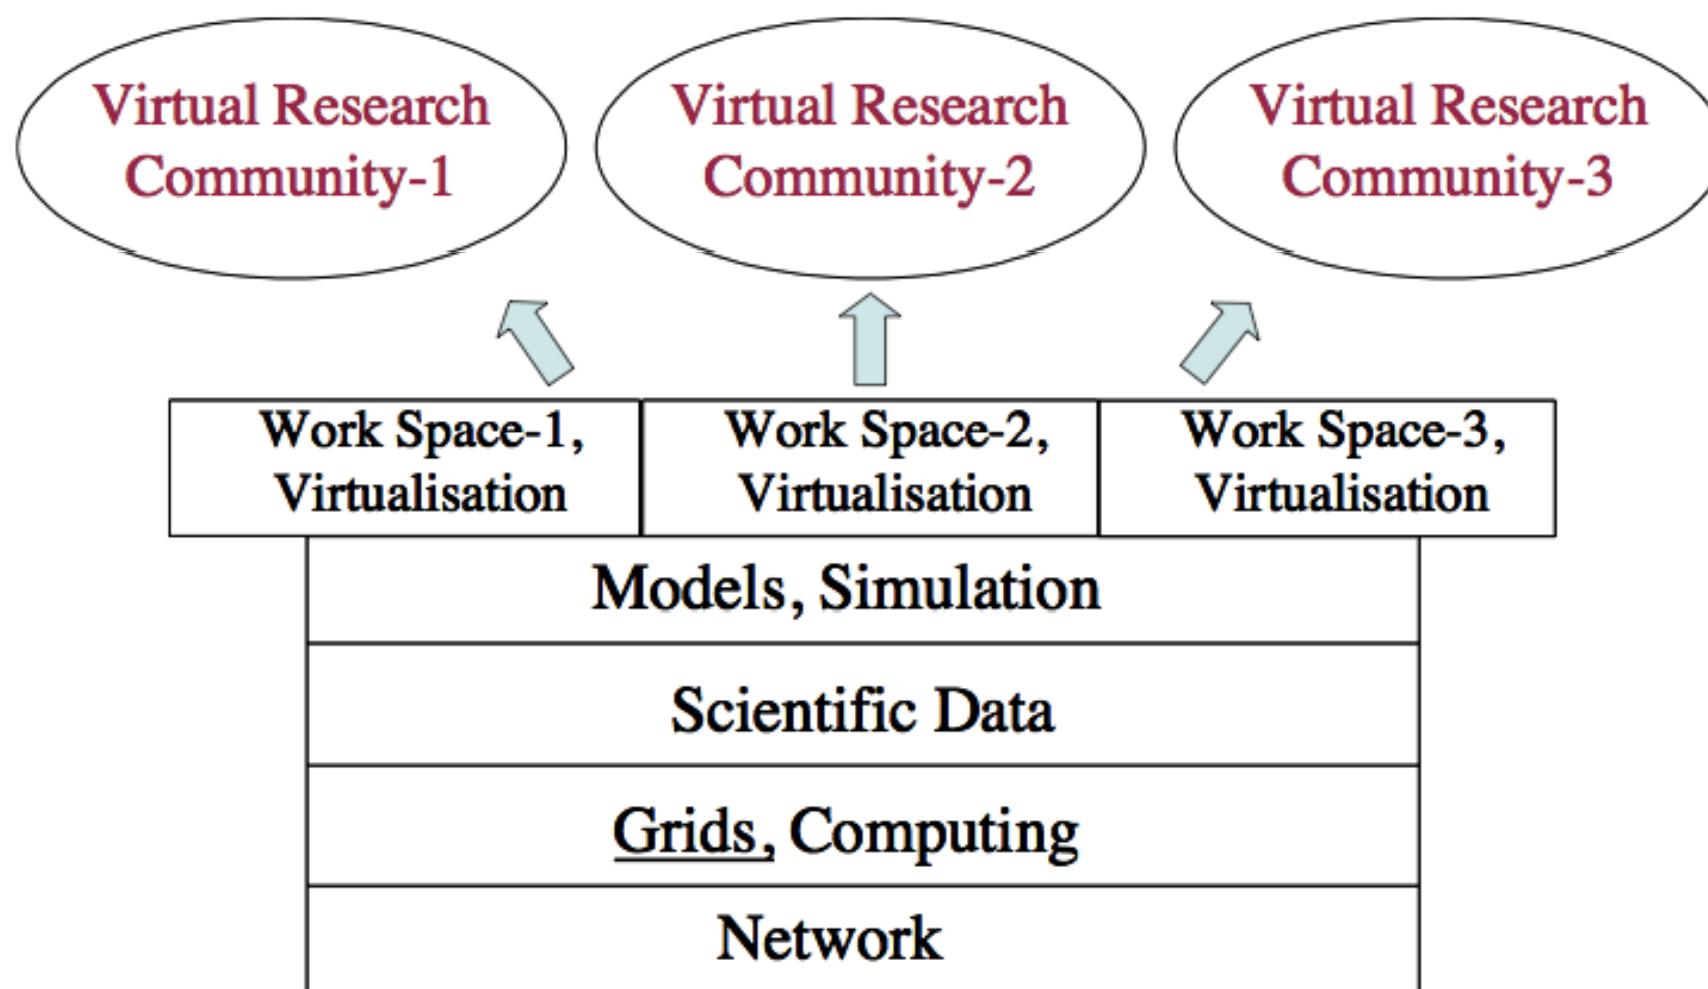 Virtual Research
Community-1
Virtual Research
Community-2
Virtual Research
Community-3
Work Space-1,
Virtualisation
Work Space-2,
Virtualisation
Work Space-3,
Virtualisation
Models, Simulation
Scientific Data
Grids, Computing
Network